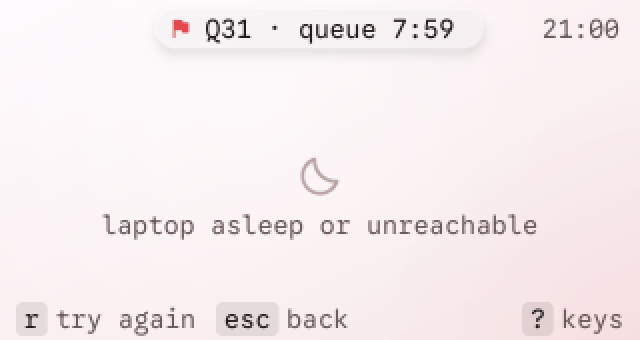 Q31 · queue 7:59 21:00
laptop asleep or unreachable
r try again esc back ? keys